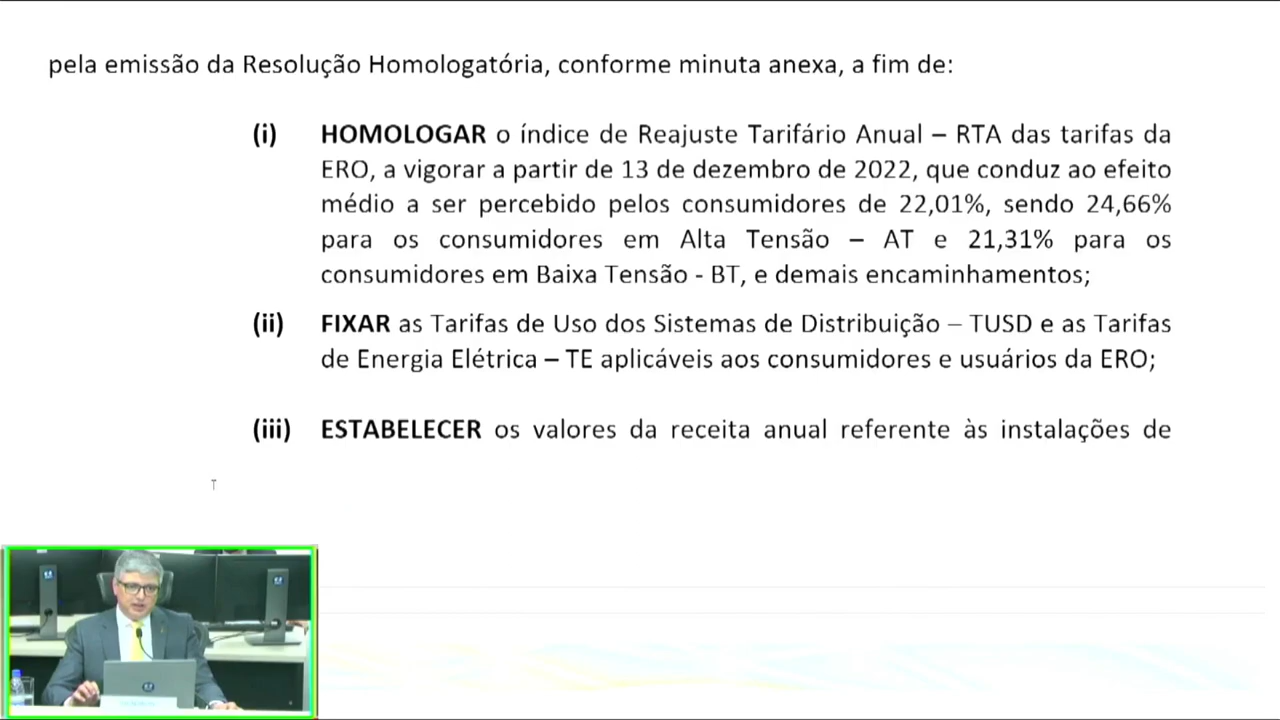 pela emissão da Resolução Homologatória, conforme minuta anexa, a fim de:
(i) HOMOLOGAR o índice de Reajuste Tarifário Anual – RTA das tarifas da
ERO, a vigorar a partir de 13 de dezembro de 2022, que conduz ao efeito
médio a ser percebido pelos consumidores de 22,01%, sendo 24,66%
para os consumidores em Alta Tensão – AT e 21,31% para os
consumidores em Baixa Tensão - BT, e demais encaminhamentos;
(ii) FIXAR as Tarifas de Uso dos Sistemas de Distribuição – TUSD e as Tarifas
de Energia Elétrica – TE aplicáveis aos consumidores e usuários da ERO;
(iii) ESTABELECER os valores da receita anual referente às instalações de